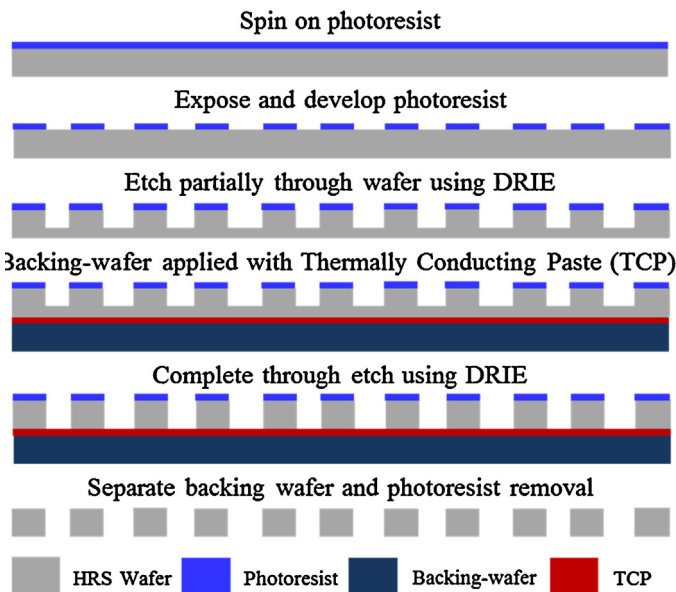 Spin on photoresist
Expose and develop photoresist
Etch partially through wafer using DRIE
Backing-wafer applied with Thermally Conducting Paste (TCP)
Complete through etch using DRIE
Separate backing wafer and photoresist removal
HRS Wafer Photoresist Backing-wafer TCP